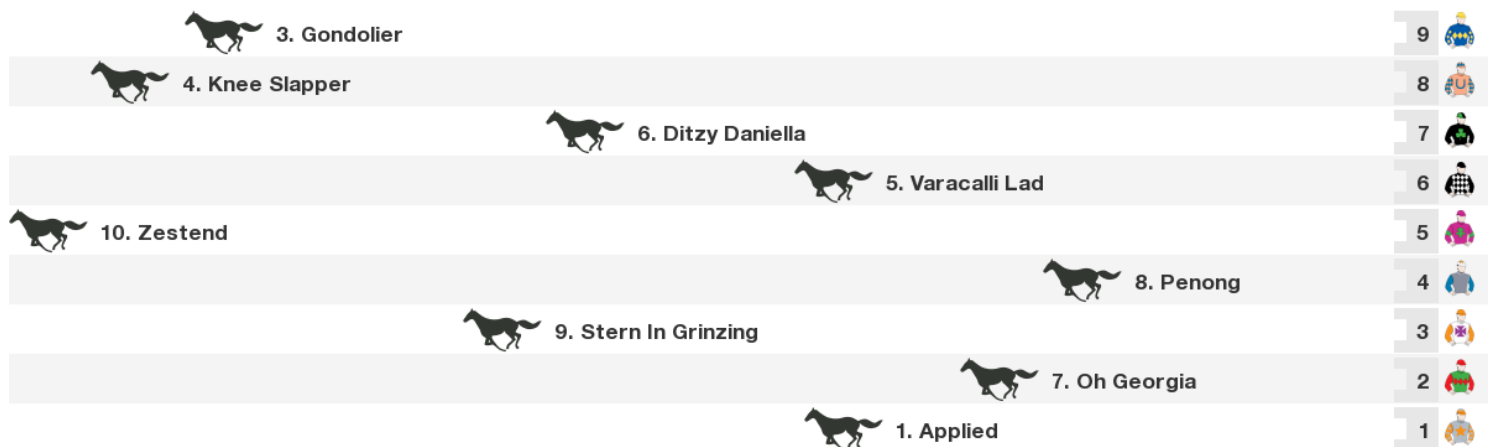 3. Gondolier 9
4. Knee Slapper 8
6. Ditzy Daniella 7
5. Varacalli Lad 6
10. Zestend 5
8. Penong 4
9. Stern In Grinzing 3
7. Oh Georgia 2
1. Applied 1